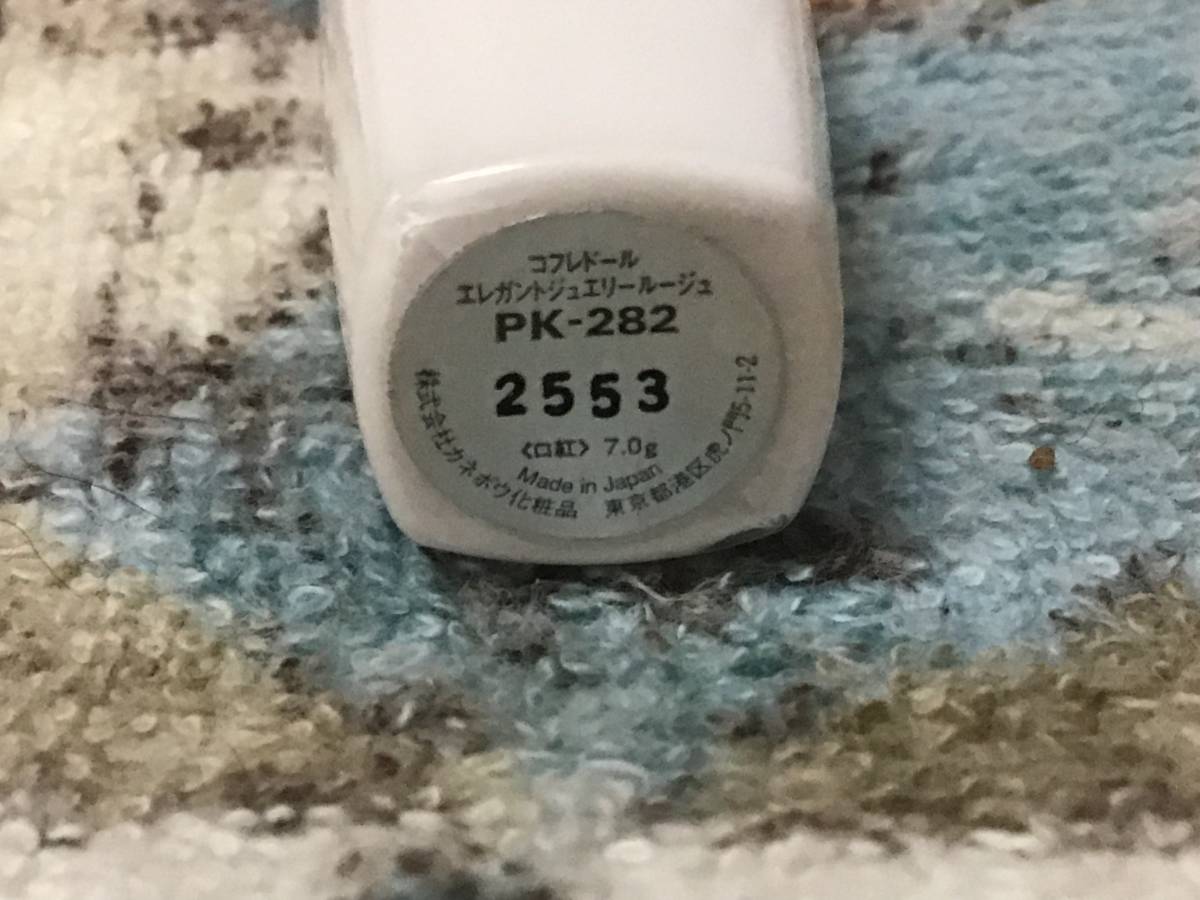 コフレドール
エレガントジュエリールージュ
PK-282
2553
〈口紅〉 7.0g
Made in Japan
株式会社カネボウ化粧品 東京都港区虎ノ門5-11-2